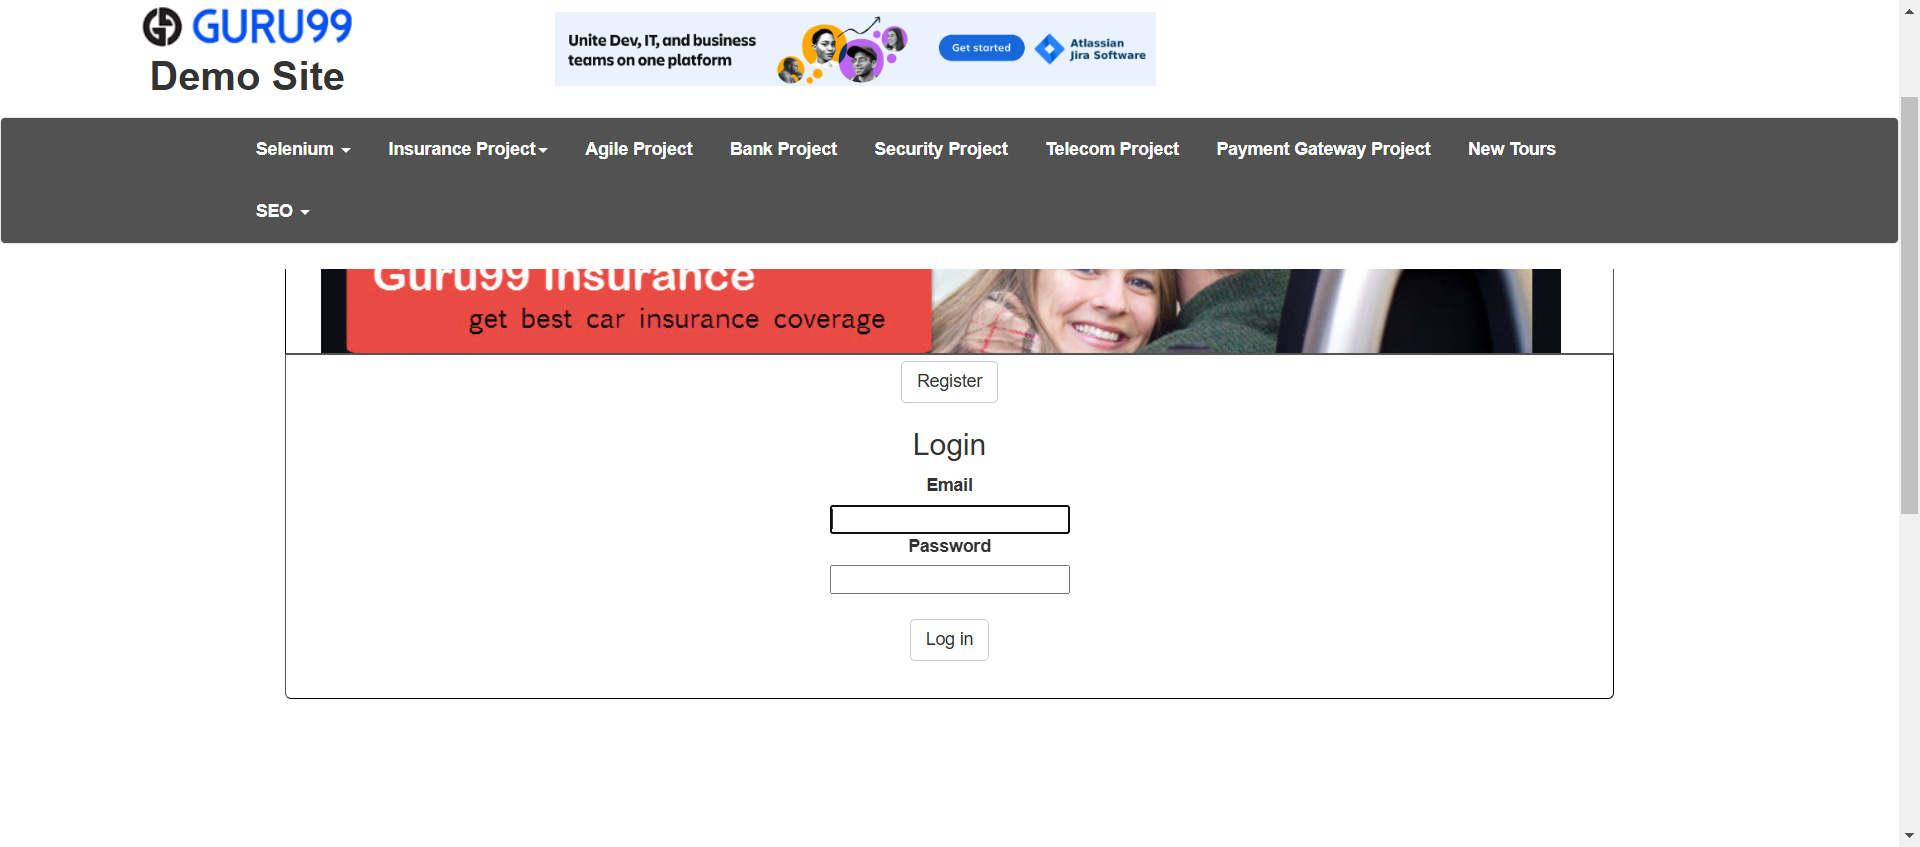 GURU99
Demo Site
Unite Dev, IT, and business
teams on one platform
Get started
Atlassian
Jira Software
Selenium
Insurance Project
Agile Project
Bank Project
Security Project
Telecom Project
Payment Gateway Project
New Tours
SEO
Guru99 Insurance
get best car insurance coverage
Register
Login
Email
Password
Log in